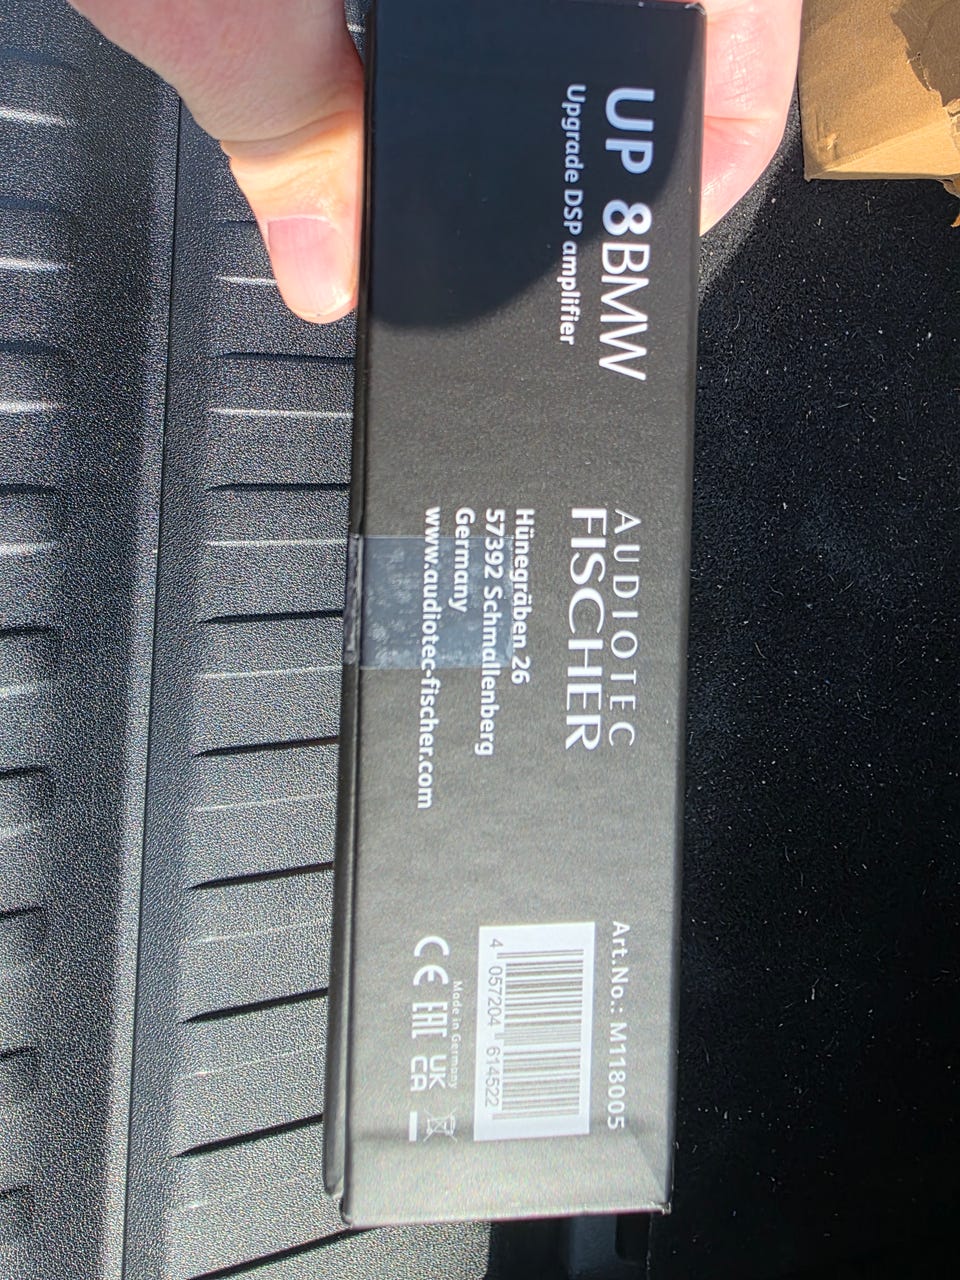 UP 8BMW
Upgrade DSP amplifier
AUDIOTEC
FISCHER
Hünegräben 26
57392 Schmallenberg
Germany
www.audiotec-fischer.com
Art.No.: M118005
4 057204 614522
Made in Germany
CE EAC UK
CA